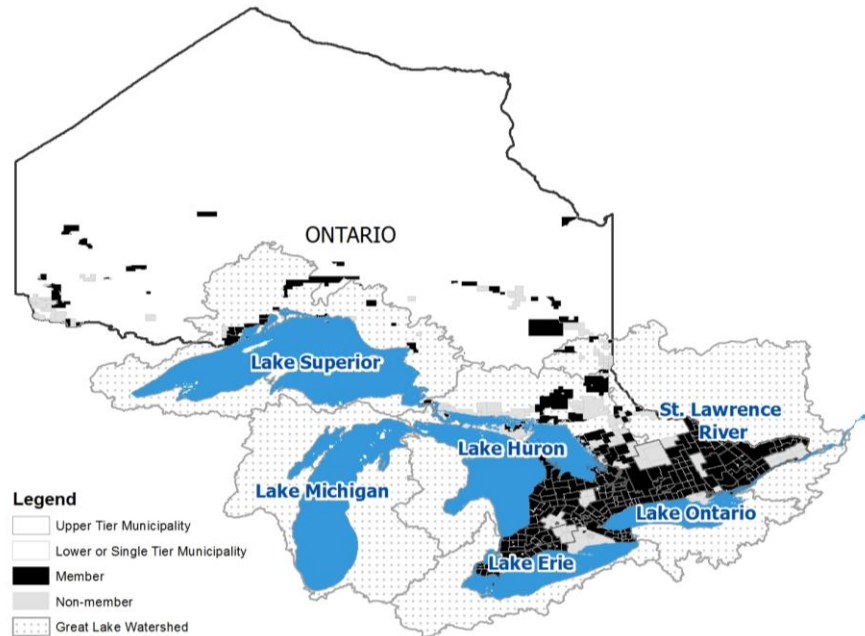 ONTARIO
Lake Superior
St. Lawrence
River
Lake Huron
Lake Michigan
Lake Ontario
Lake Erie
Legend
Upper Tier Municipality
Lower or Single Tier Municipality
Member
Non-member
Great Lake Watershed